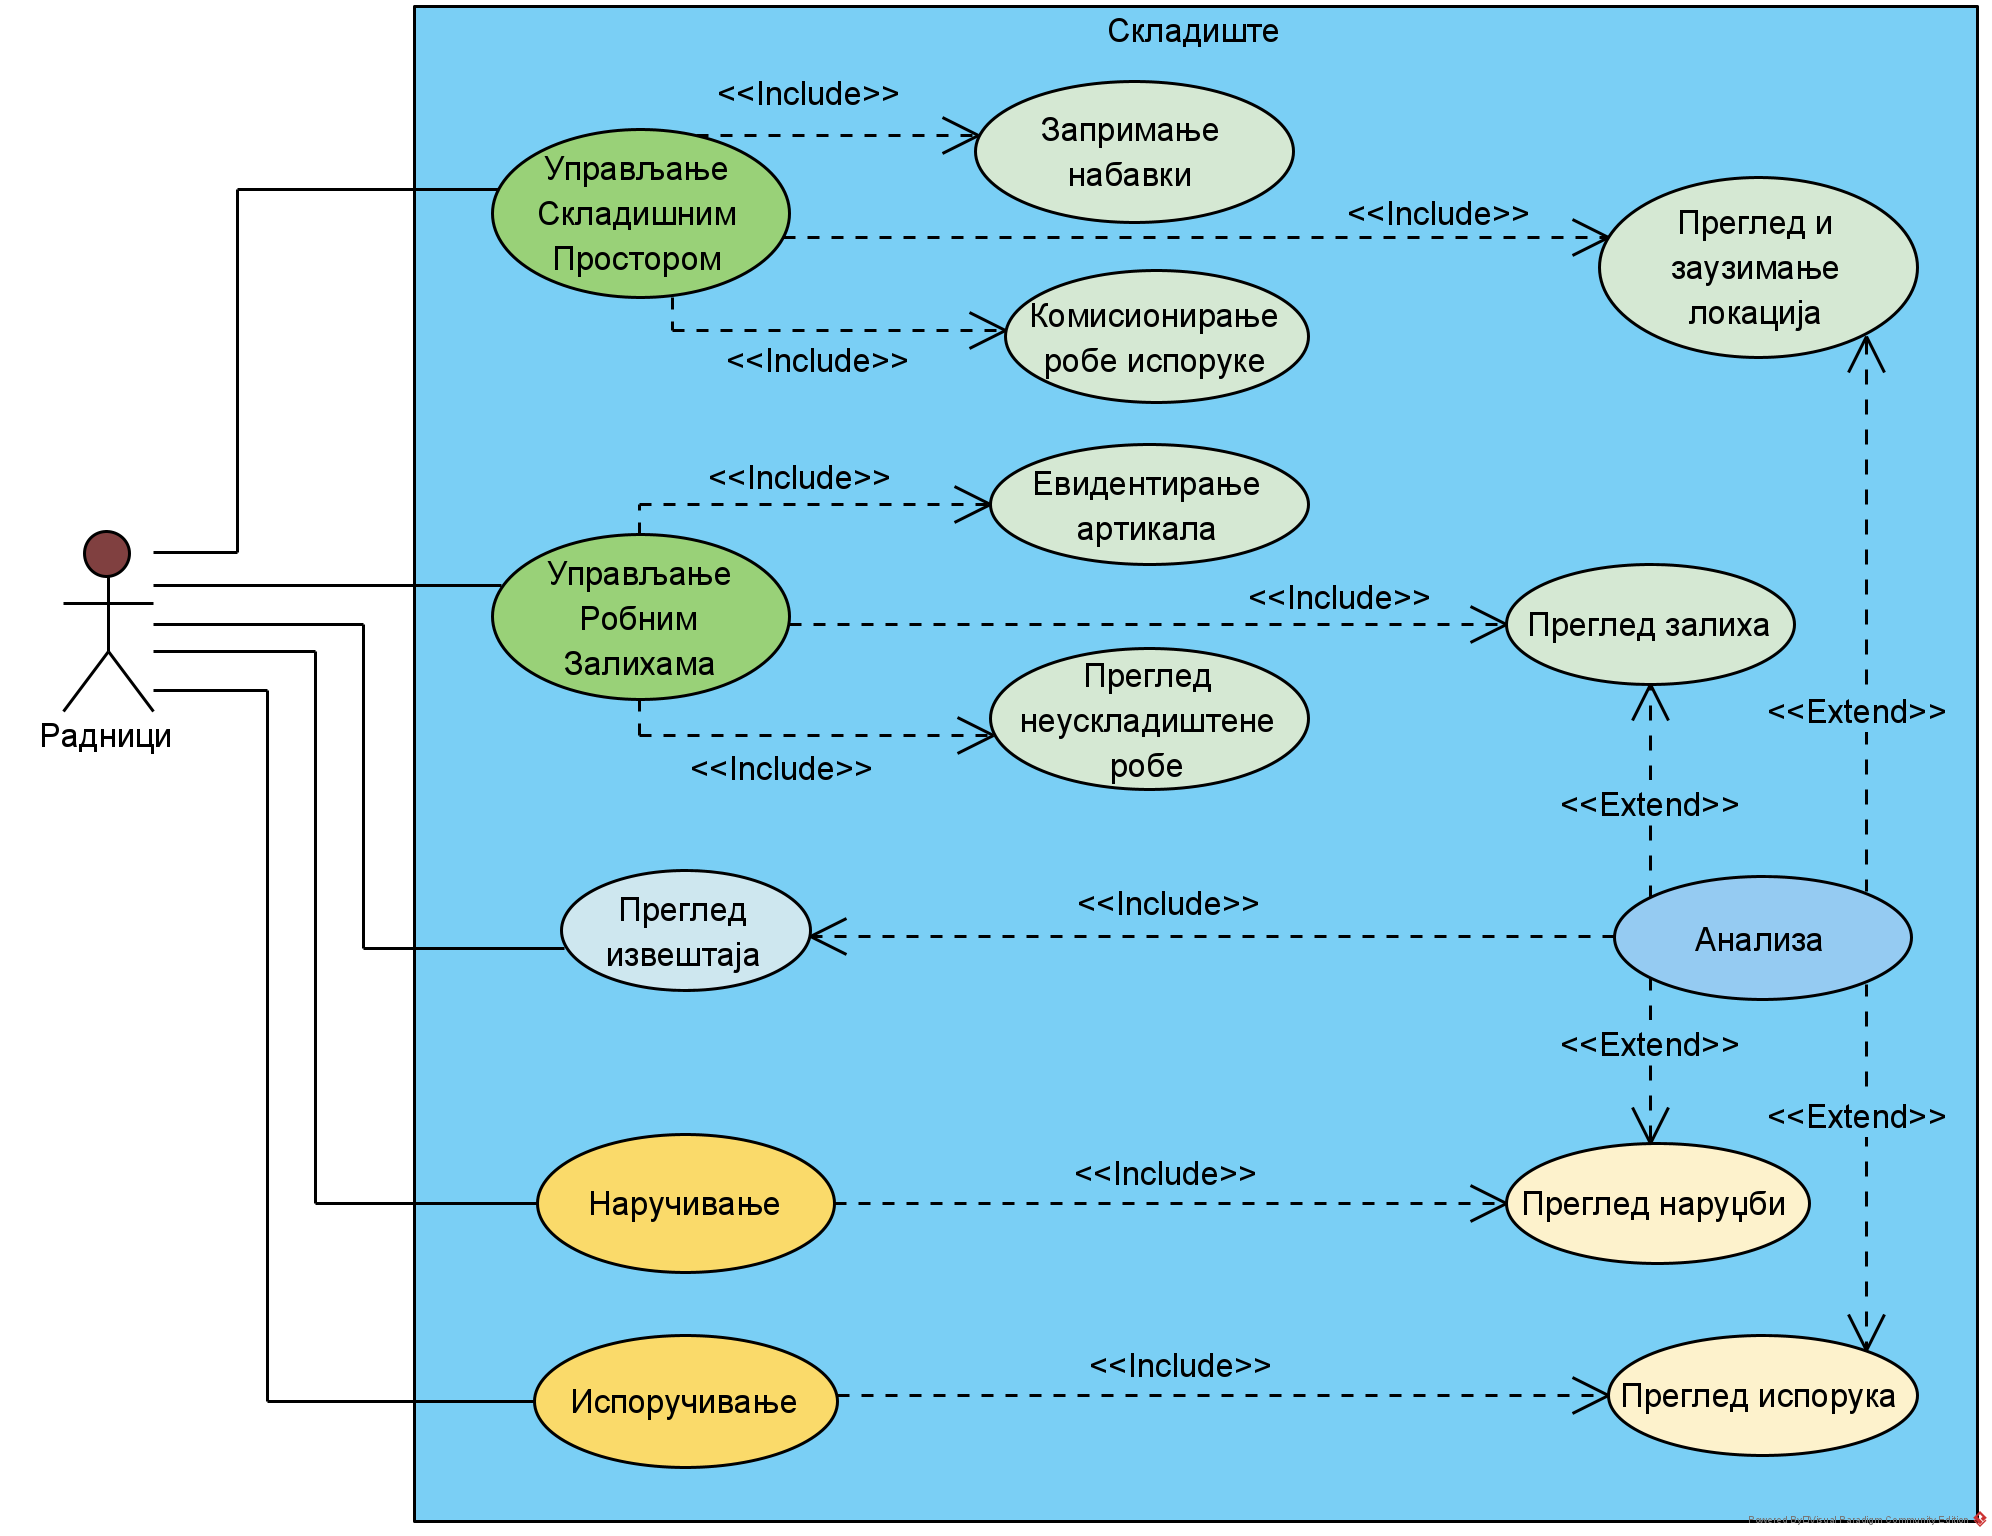 Складиште
<<Include>>
Запримање
набавки
Управљање
Складишним
Простором
<<Include>>
Преглед и
заузимање
локација
<<Include>>
Комисионирање
робе испоруке
<<Include>>
Евидентирање
артикала
Управљање
Робним
Залихама
<<Include>>
Преглед залиха
Преглед
неускладиштене
робе
<<Include>>
Радници
<<Extend>>
<<Extend>>
Преглед
извештаја
<<Include>>
Анализа
<<Extend>>
<<Extend>>
Наручивање
<<Include>>
Преглед наруџби
Испоручивање
<<Include>>
Преглед испорука
Powered By Visual Paradigm Community Edition